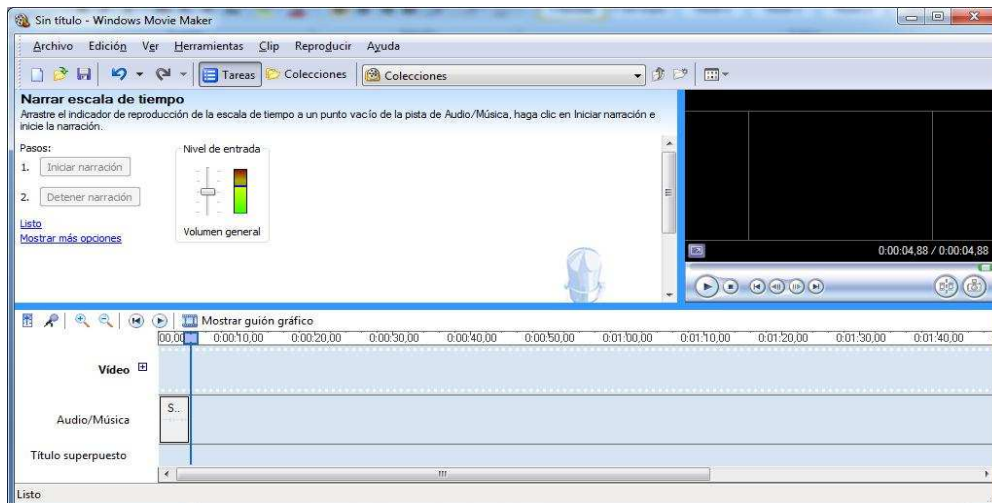 Sin título - Windows Movie Maker
Archivo Edición Ver Herramientas Clip Reproducir Ayuda
Tareas Colecciones Colecciones
Narrar escala de tiempo
Arrastre el indicador de reproducción de la escala de tiempo a un punto vacío de la pista de Audio/Música, haga clic en Iniciar narración e
inicie la narración.
Pasos:
Nivel de entrada
1. Iniciar narración
2. Detener narración
Listo
Mostrar más opciones
Volumen general
0:00:04,88 / 0:00:04,88
Mostrar guión gráfico
00,00 0:00:10,00 0:00:20,00 0:00:30,00 0:00:40,00 0:00:50,00 0:01:00,00 0:01:10,00 0:01:20,00 0:01:30,00 0:01:40,00
Vídeo
S..
Audio/Música
Título superpuesto
Listo